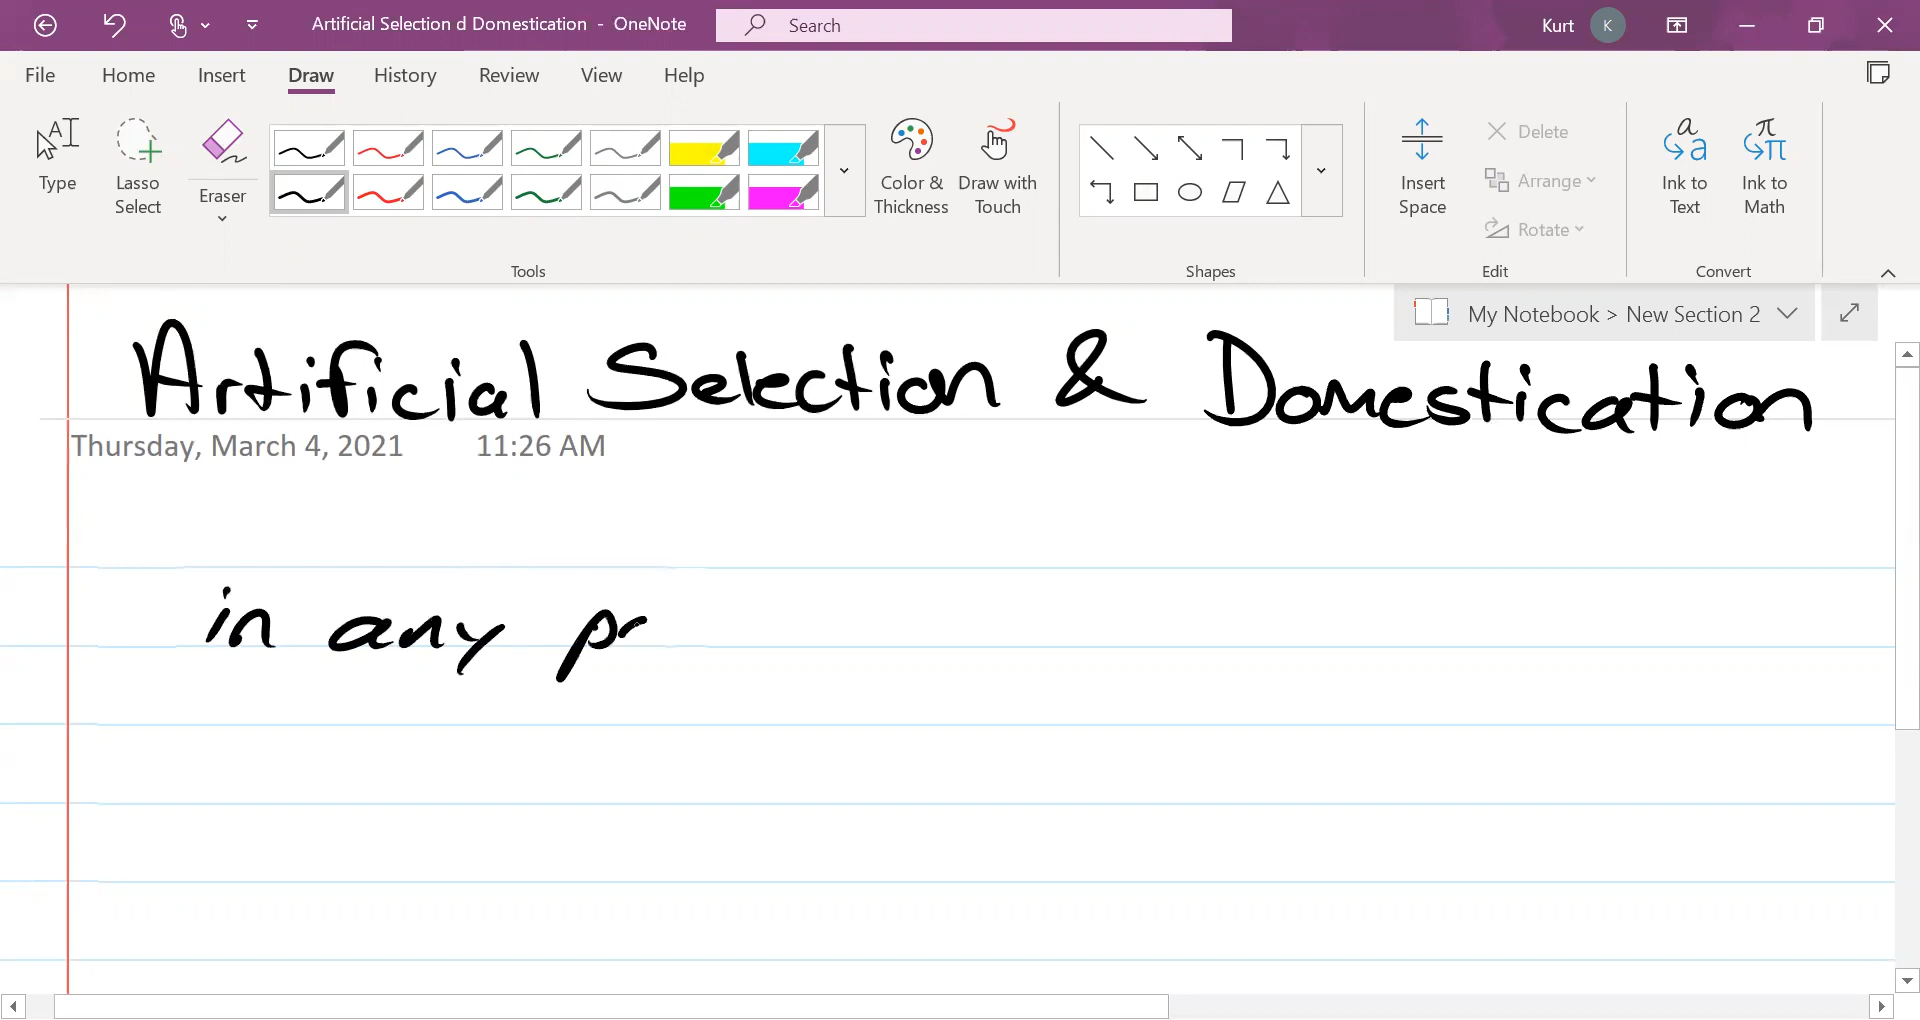 Artificial Selection d Domestication - OneNote
Search
Kurt K
File Home Insert Draw History Review View Help
AI
a a
π π
Type
Lasso Select
Eraser
Color & Thickness
Draw with Touch
Insert Space
Delete
Arrange
Rotate
Ink to Text
Ink to Math
Tools Shapes Edit Convert
My Notebook > New Section 2
Artificial Selection & Domestication
Thursday, March 4, 2021 11:26 AM
in any